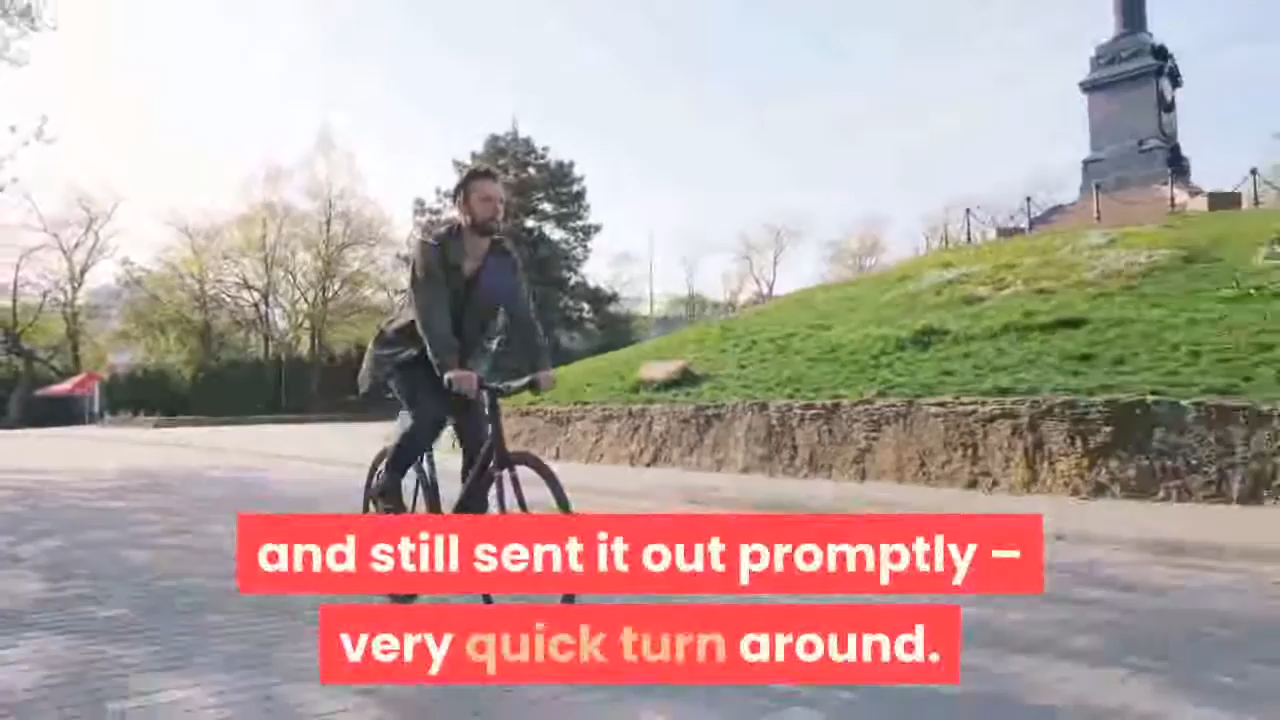 and still sent it out promptly –
very quick turn around.